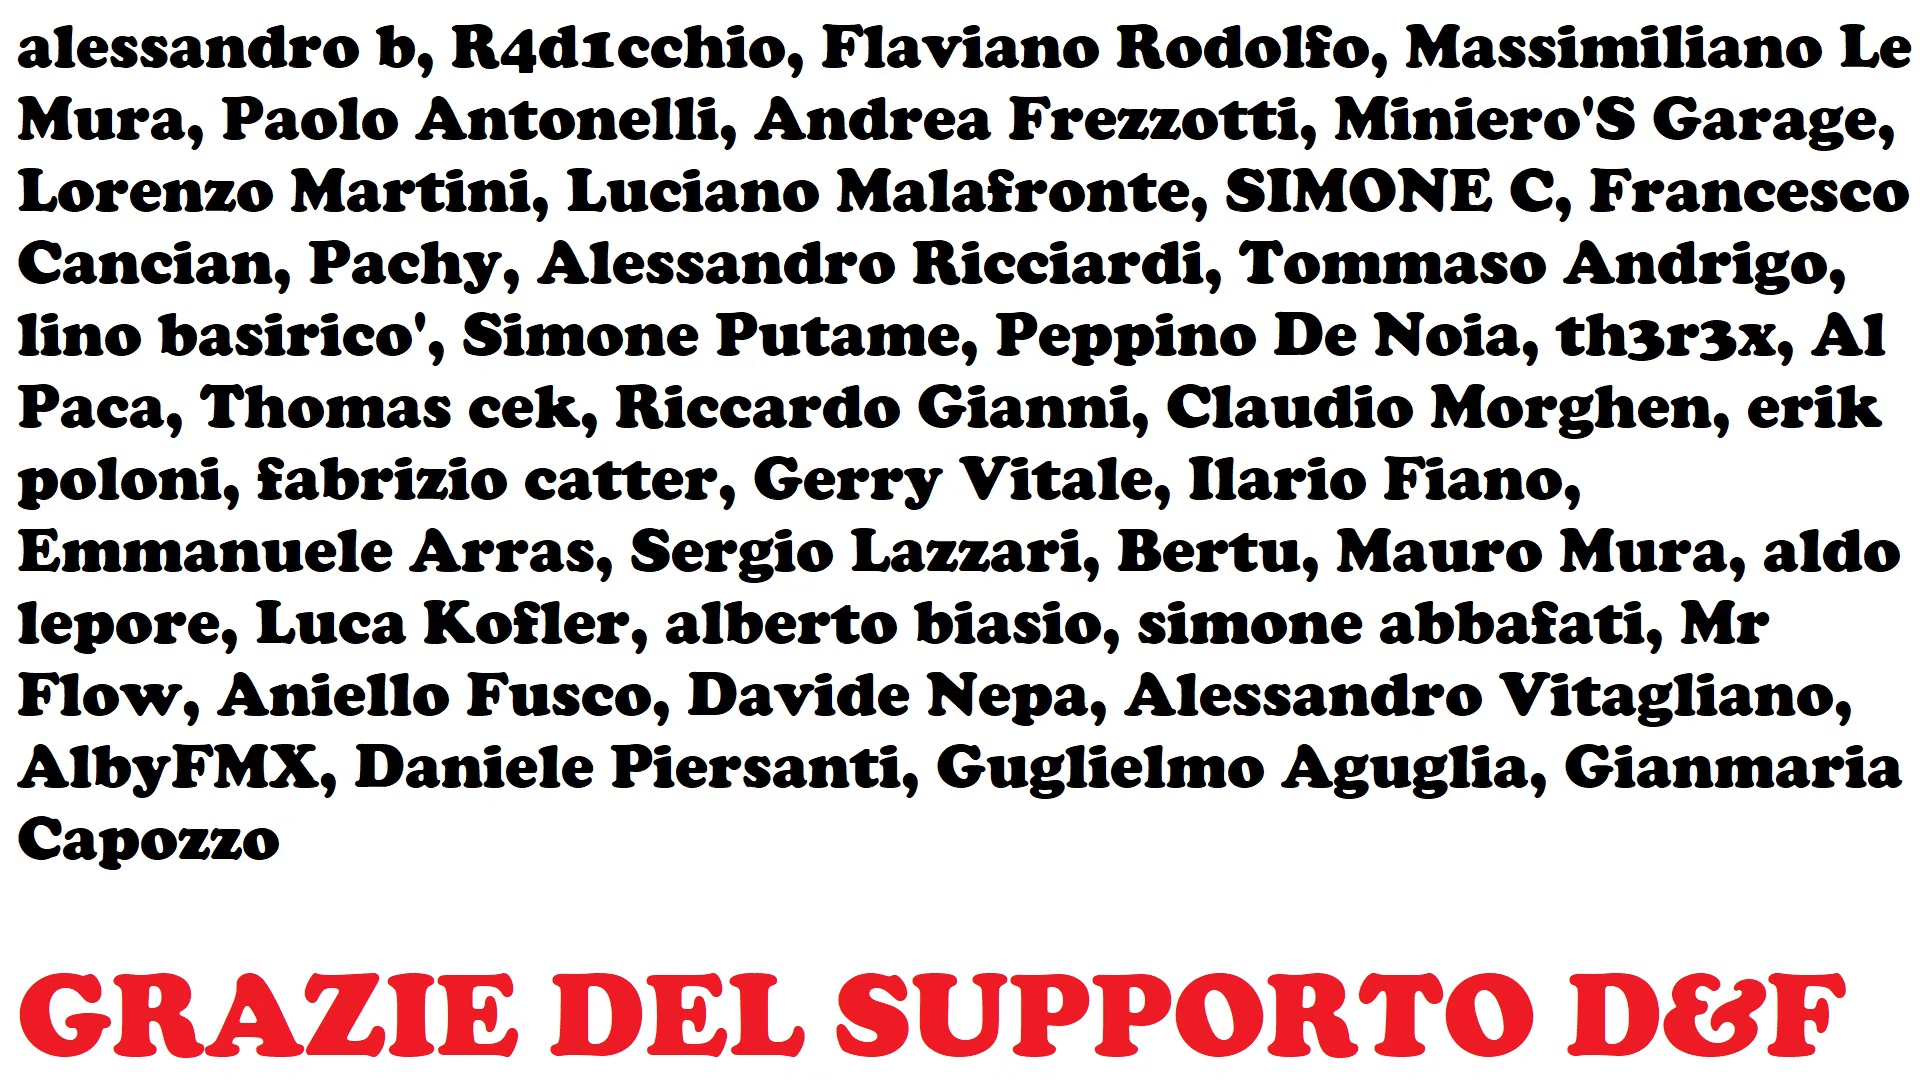 alessandro b, R4d1cchio, Flaviano Rodolfo, Massimiliano Le
Mura, Paolo Antonelli, Andrea Frezzotti, Miniero'S Garage,
Lorenzo Martini, Luciano Malafronte, SIMONE C, Francesco
Cancian, Pachy, Alessandro Ricciardi, Tommaso Andrigo,
lino basirico', Simone Putame, Peppino De Noia, th3r3x, Al
Paca, Thomas cek, Riccardo Gianni, Claudio Morghen, erik
poloni, fabrizio catter, Gerry Vitale, Ilario Fiano,
Emmanuele Arras, Sergio Lazzari, Bertu, Mauro Mura, aldo
lepore, Luca Kofler, alberto biasio, simone abbafati, Mr
Flow, Aniello Fusco, Davide Nepa, Alessandro Vitagliano,
AlbyFMX, Daniele Piersanti, Guglielmo Aguglia, Gianmaria
Capozzo
GRAZIE DEL SUPPORTO D&F